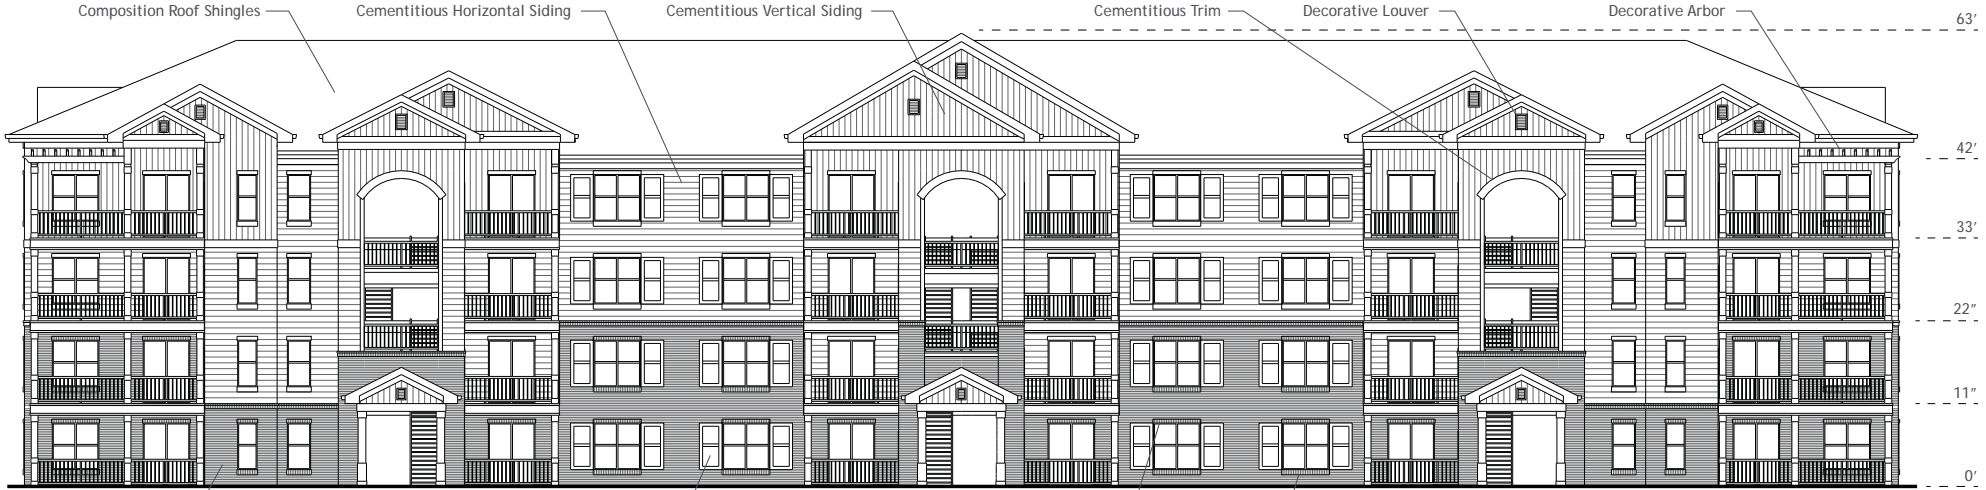 Composition Roof Shingles
Cementitious Horizontal Siding
Cementitious Vertical Siding
Cementitious Trim
Decorative Louver
Decorative Arbor
63'
42'
33'
22"
11"
0'